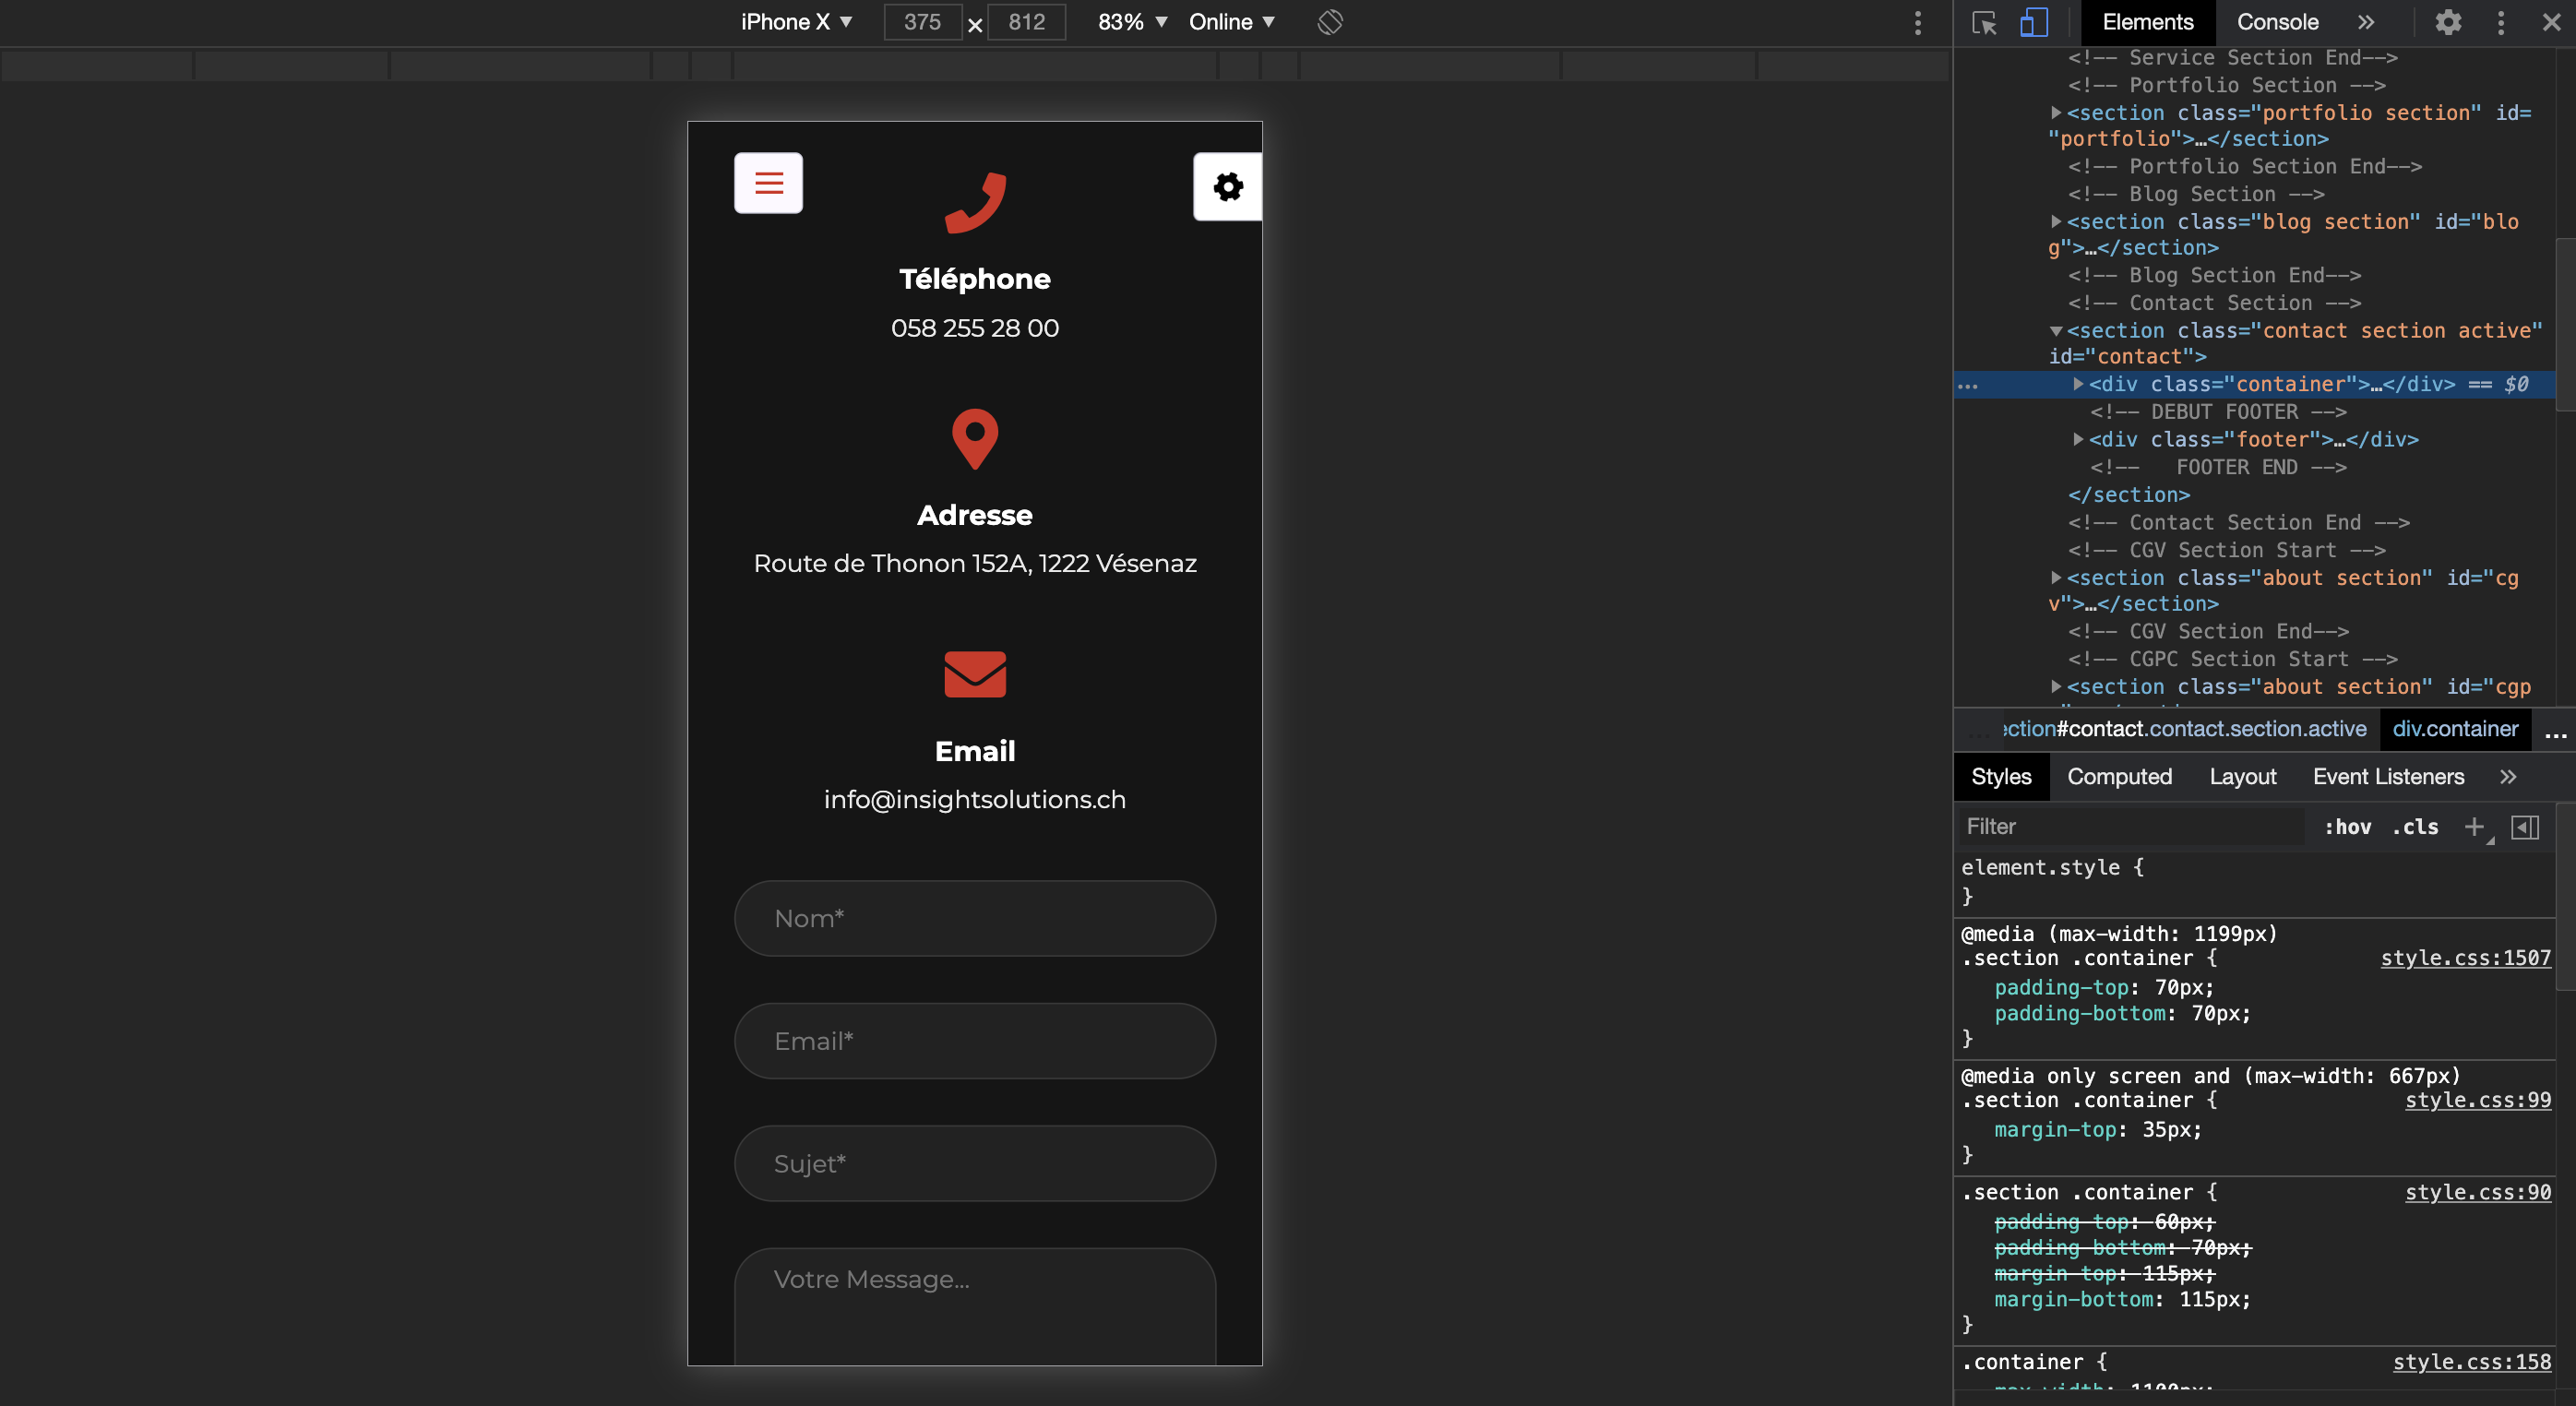 iPhone X ▼ 375 × 812 83% ▼ Online ▼
Elements Console »
Téléphone
058 255 28 00
Adresse
Route de Thonon 152A, 1222 Vésenaz
Email
info@insightsolutions.ch
Nom*
Email*
Sujet*
Votre Message...
<!-- Service Section End-->
<!-- Portfolio Section -->
▶<section class="portfolio section" id=
"portfolio">…</section>
<!-- Portfolio Section End-->
<!-- Blog Section -->
▶<section class="blog section" id="blo
g">…</section>
<!-- Blog Section End-->
<!-- Contact Section -->
▼<section class="contact section active"
id="contact">
… ▶<div class="container">…</div> == $0
<!-- DEBUT FOOTER -->
▶<div class="footer">…</div>
<!--   FOOTER END -->
</section>
<!-- Contact Section End -->
<!-- CGV Section Start -->
▶<section class="about section" id="cg
v">…</section>
<!-- CGV Section End-->
<!-- CGPC Section Start -->
▶<section class="about section" id="cgp
… ection#contact.contact.section.active div.container …
Styles Computed Layout Event Listeners »
Filter :hov .cls +
element.style {
}
@media (max-width: 1199px)
.section .container { style.css:1507
padding-top: 70px;
padding-bottom: 70px;
}
@media only screen and (max-width: 667px)
.section .container { style.css:99
margin-top: 35px;
}
.section .container { style.css:90
padding-top: 60px;
padding-bottom: 70px;
margin-top: 115px;
margin-bottom: 115px;
}
.container { style.css:158
max-width: 1100px;